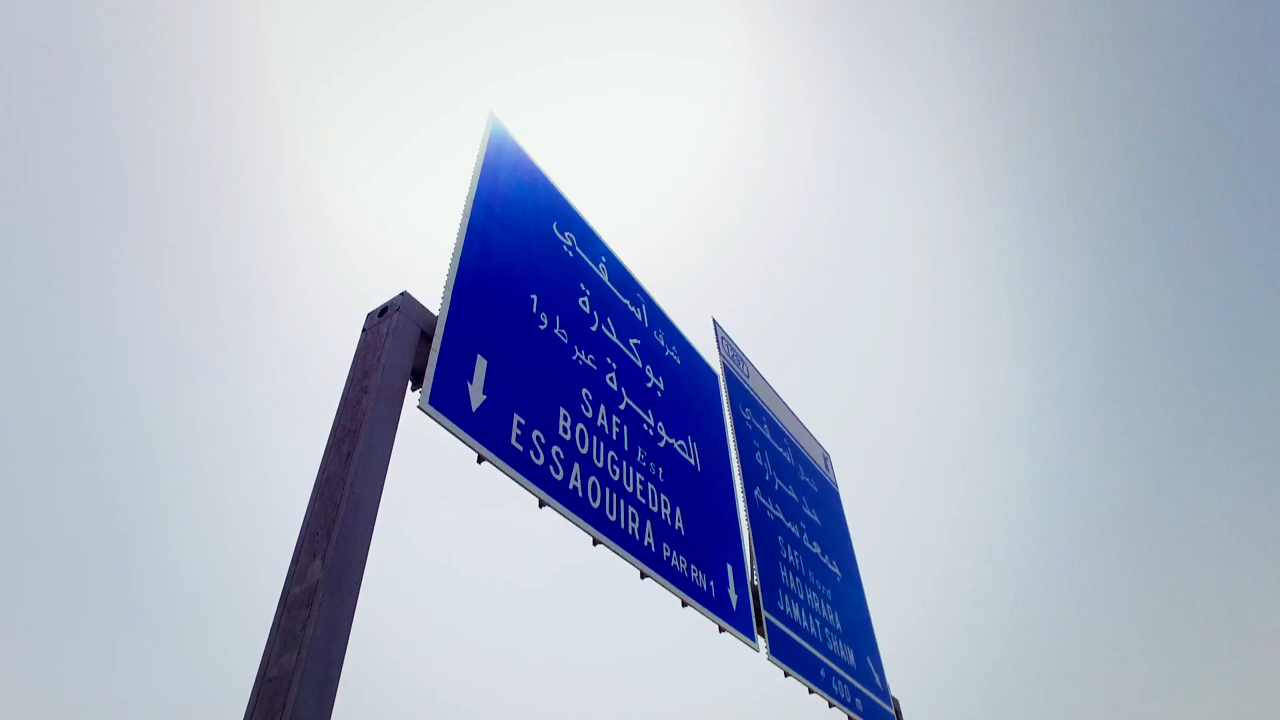 شرق آسفي
بوكدرة
الصويرة عبر ط و1
SAFI Est
BOUGUEDRA
ESSAOUIRA PAR RN 1
شمال آسفي
حد حرارة
جمعة سحيم
SAFI Nord
HAD HRARA
JAMAAT SHAIM
à 400 m